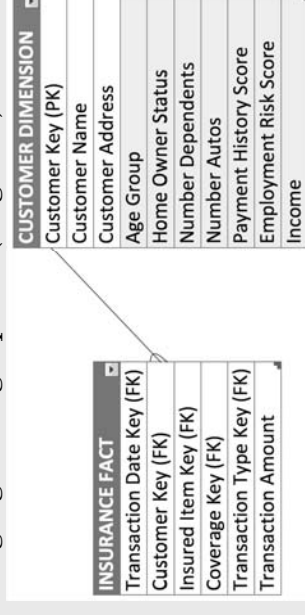 CUSTOMER DIMENSION
Customer Key (PK)
Customer Name
Customer Address
Age Group
Home Owner Status
Number Dependents
Number Autos
Payment History Score
Employment Risk Score
Income
INSURANCE FACT
Transaction Date Key (FK)
Customer Key (FK)
Insured Item Key (FK)
Coverage Key (FK)
Transaction Type Key (FK)
Transaction Amount